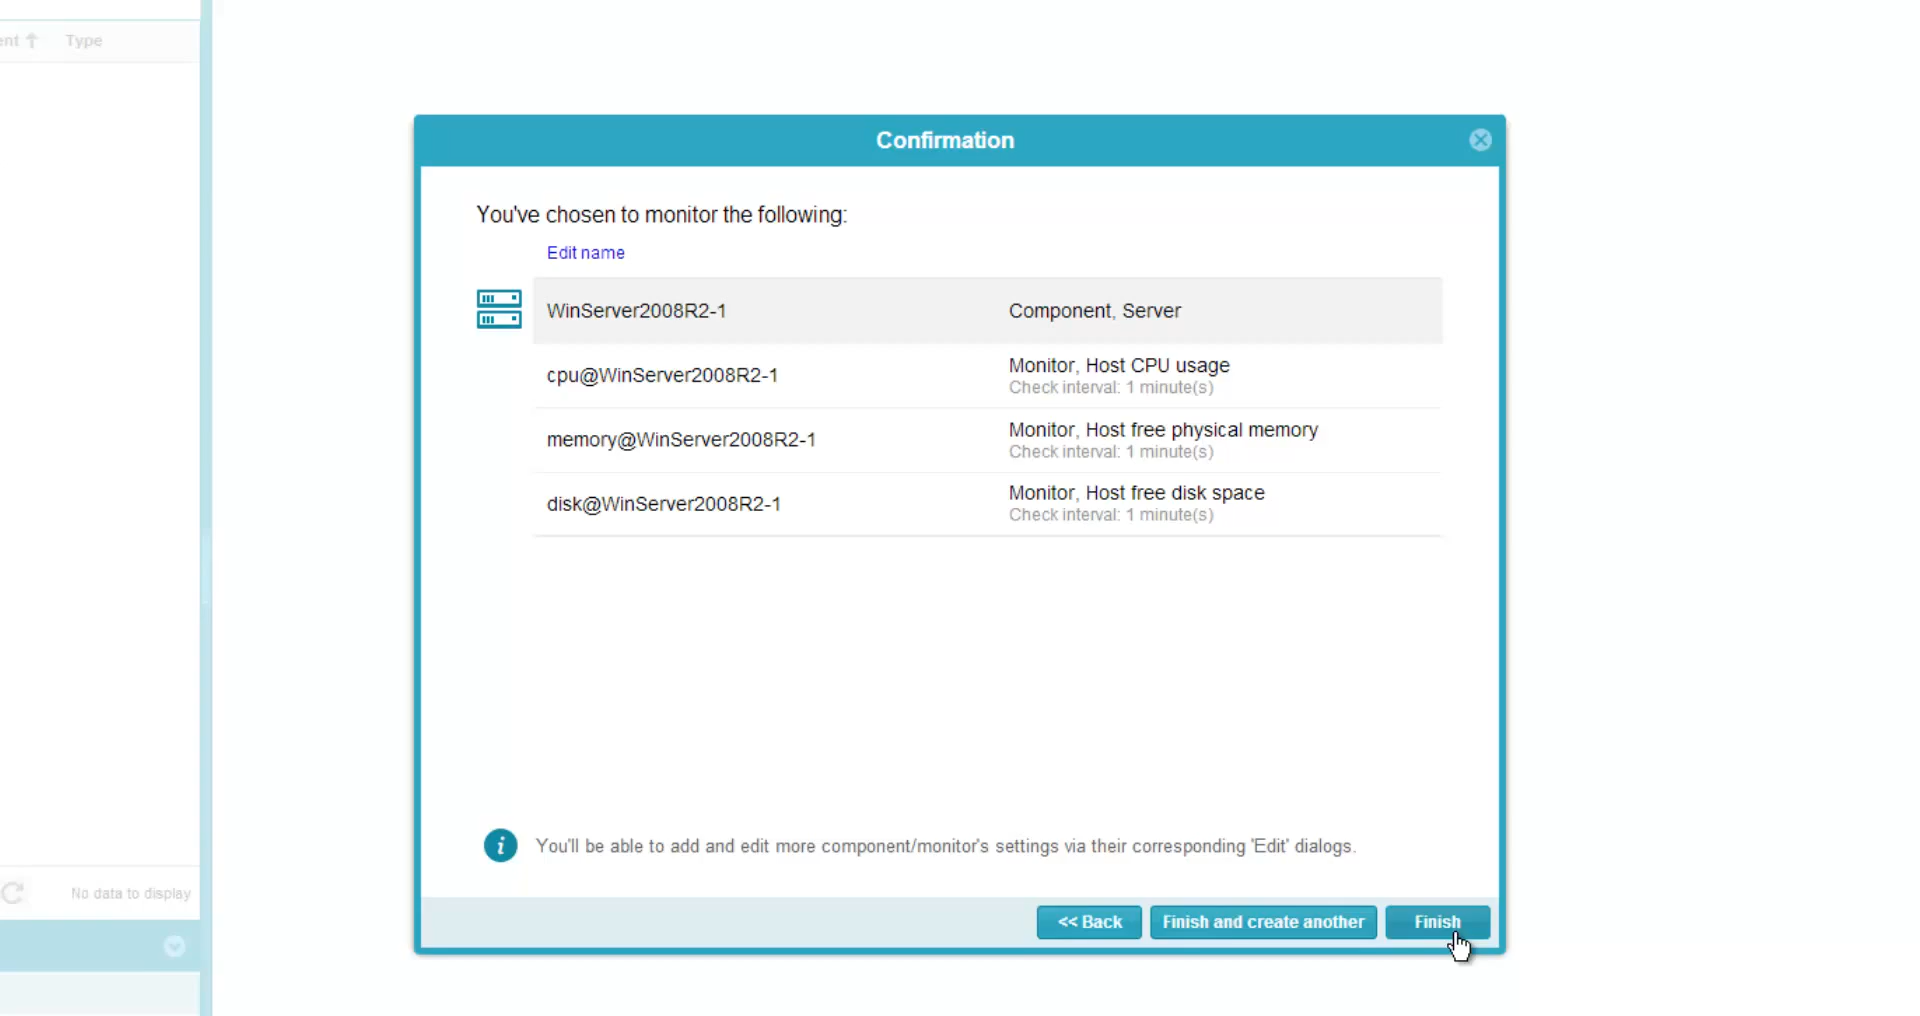 ent Type
Confirmation
You've chosen to monitor the following:
Edit name
WinServer2008R2-1 Component, Server
cpu@WinServer2008R2-1 Monitor, Host CPU usage
Check interval: 1 minute(s)
memory@WinServer2008R2-1 Monitor, Host free physical memory
Check interval: 1 minute(s)
disk@WinServer2008R2-1 Monitor, Host free disk space
Check interval: 1 minute(s)
i You'll be able to add and edit more component/monitor's settings via their corresponding 'Edit' dialogs.
No data to display
<< Back Finish and create another Finish